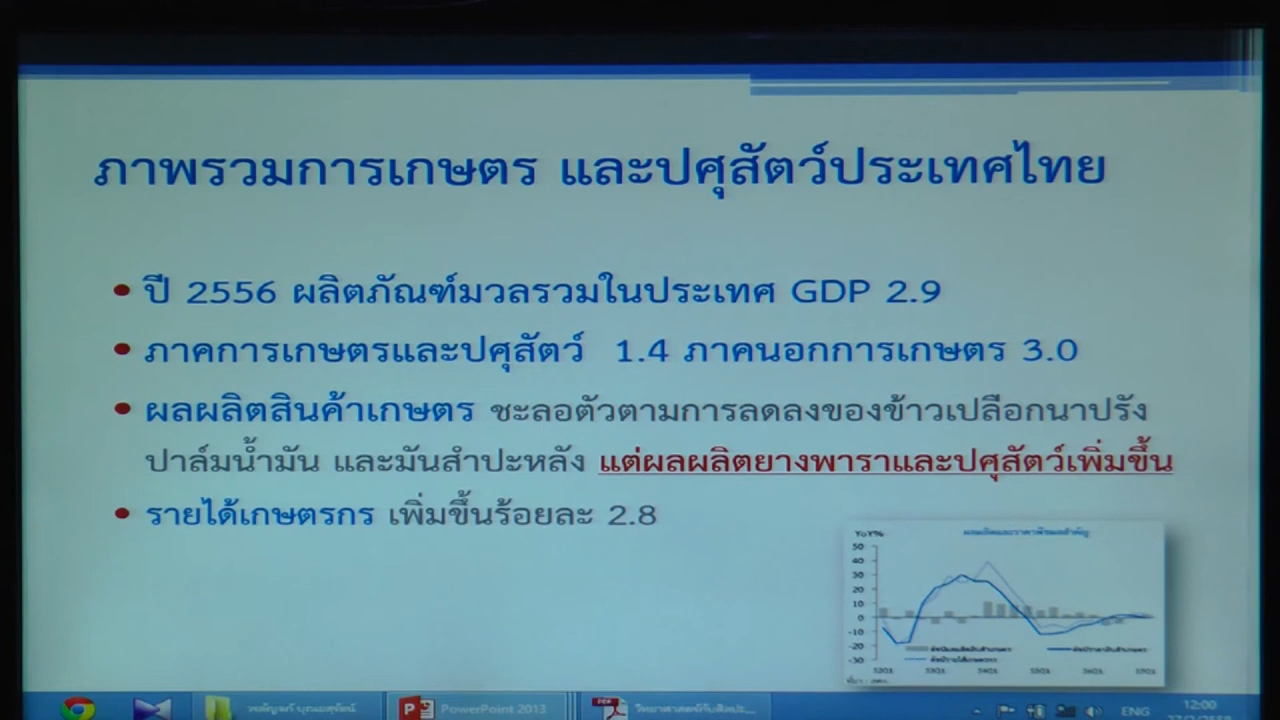 ภาพรวมการเกษตร และปศุสัตว์ประเทศไทย
• ปี 2556 ผลิตภัณฑ์มวลรวมในประเทศ GDP 2.9
• ภาคการเกษตรและปศุสัตว์ 1.4 ภาคนอกการเกษตร 3.0
• ผลผลิตสินค้าเกษตร ชะลอตัวตามการลดลงของข้าวเปลือกนาปรัง
ปาล์มน้ำมัน และมันสำปะหลัง แต่ผลผลิตยางพาราและปศุสัตว์เพิ่มขึ้น
• รายได้เกษตรกร เพิ่มขึ้นร้อยละ 2.8
YoY%
50
40
30
20
10
0
-10
-20
-30
PowerPoint 2013
ENG
12:00